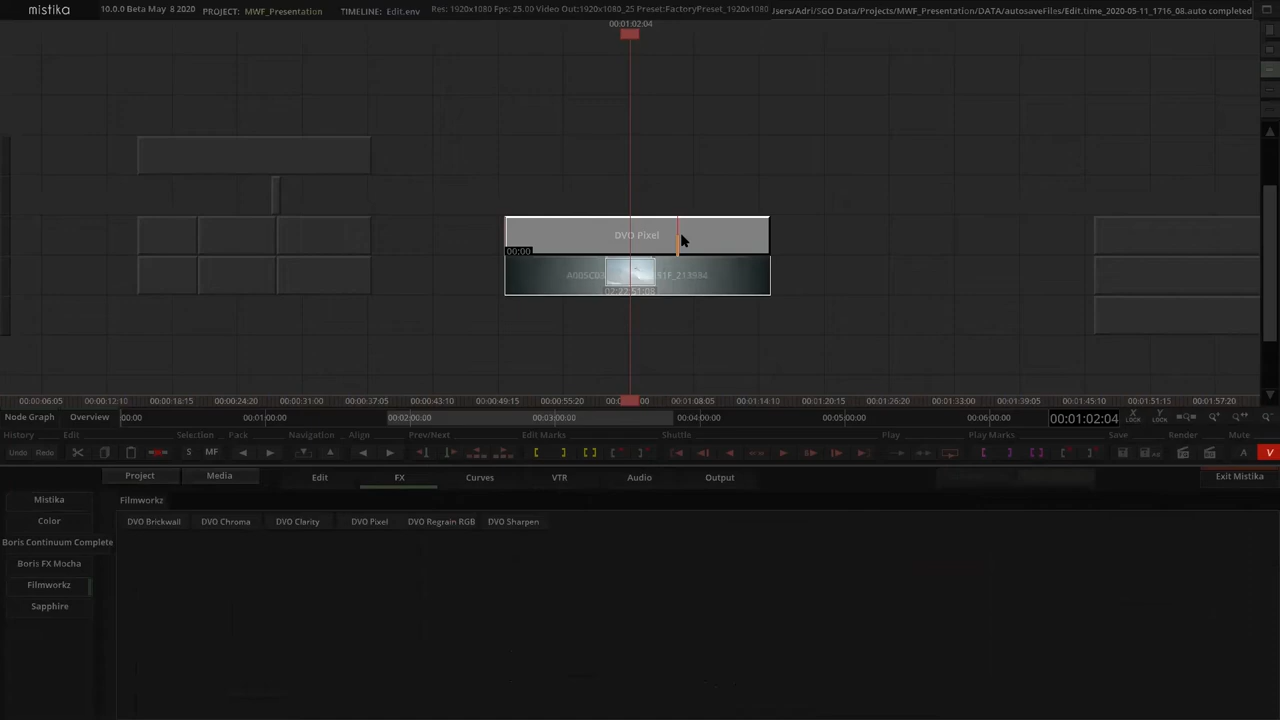 mistika 10.0.0 Beta May 8 2020 PROJECT: MWF_Presentation TIMELINE: Edit.env Res: 1920x1080 Fps: 25.00 Video Out:1920x1080_25 Preset:FactoryPreset_1920x1080 Users/Adri/SGO Data/Projects/MWF_Presentation/DATA/autosaveFiles/Edit.time_2020-05-11_1716_08.auto completed
00:01:02:04
DVO Pixel
00:00
51F_213934
02:22:51:08
00:00:06:05 00:00:12:10 00:00:18:15 00:00:24:20 00:00:31:00 00:00:37:05 00:00:43:10 00:00:49:15 00:00:55:20 00:01:08:05 00:01:14:10 00:01:20:15 00:01:26:20 00:01:33:00 00:01:39:05 00:01:45:10 00:01:51:15 00:01:57:20
Node Graph Overview :00:00 00:01:00:00 00:02:00:00 00:03:00:00 00:04:00:00 00:05:00:00 00:06:00:00 00:01:02:04 X LOCK Y LOCK
History Edit Selection Pack Navigation Align Prev/Next Edit Marks Shuttle Play Play Marks Save Render Mute
Undo Redo S MF A V
Project Media Edit FX Curves VTR Audio Output Exit Mistika
Mistika Filmworkz
Color DVO Brickwall DVO Chroma DVO Clarity DVO Pixel DVO Regrain RGB DVO Sharpen
Boris Continuum Complete
Boris FX Mocha
Filmworkz
Sapphire